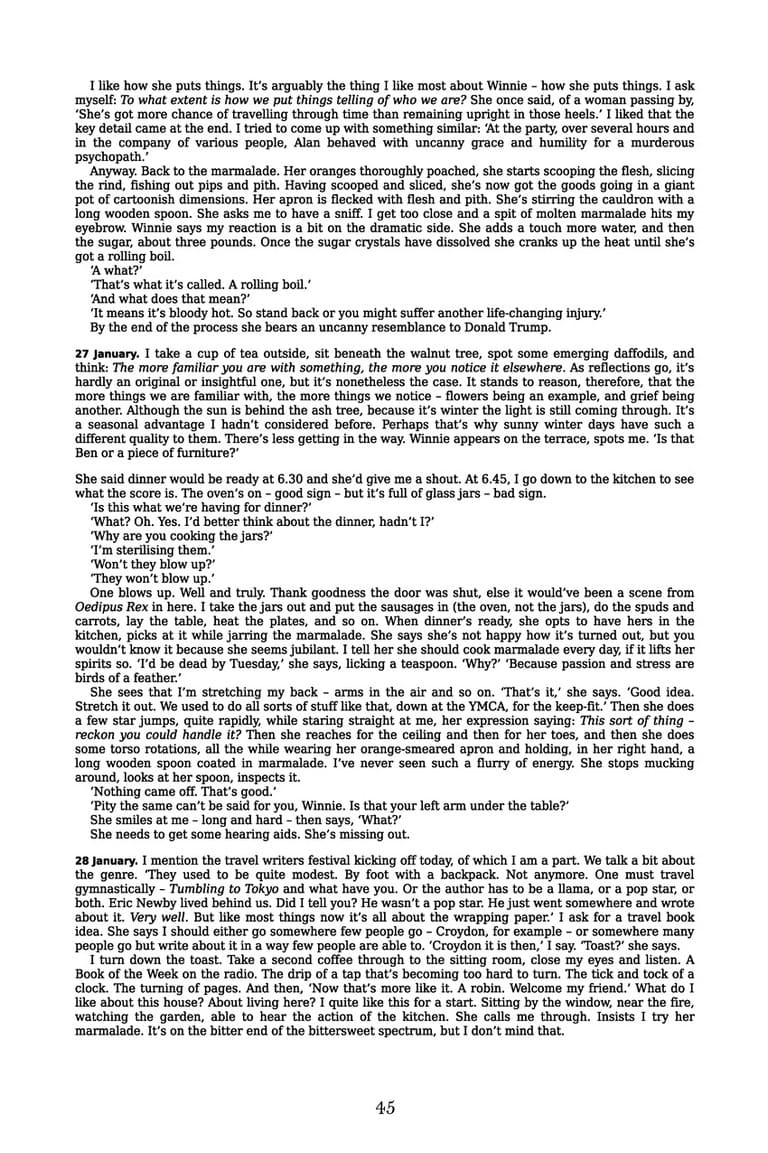 I like how she puts things. It’s arguably the thing I like most about Winnie – how she puts things. I ask
myself: To what extent is how we put things telling of who we are? She once said, of a woman passing by,
‘She’s got more chance of travelling through time than remaining upright in those heels.’ I liked that the
key detail came at the end. I tried to come up with something similar: ‘At the party, over several hours and
in the company of various people, Alan behaved with uncanny grace and humility for a murderous
psychopath.’
Anyway. Back to the marmalade. Her oranges thoroughly poached, she starts scooping the flesh, slicing
the rind, fishing out pips and pith. Having scooped and sliced, she’s now got the goods going in a giant
pot of cartoonish dimensions. Her apron is flecked with flesh and pith. She’s stirring the cauldron with a
long wooden spoon. She asks me to have a sniff. I get too close and a spit of molten marmalade hits my
eyebrow. Winnie says my reaction is a bit on the dramatic side. She adds a touch more water, and then
the sugar, about three pounds. Once the sugar crystals have dissolved she cranks up the heat until she’s
got a rolling boil.
‘A what?’
‘That’s what it’s called. A rolling boil.’
‘And what does that mean?’
‘It means it’s bloody hot. So stand back or you might suffer another life-changing injury.’
By the end of the process she bears an uncanny resemblance to Donald Trump.
27 January. I take a cup of tea outside, sit beneath the walnut tree, spot some emerging daffodils, and
think: The more familiar you are with something, the more you notice it elsewhere. As reflections go, it’s
hardly an original or insightful one, but it’s nonetheless the case. It stands to reason, therefore, that the
more things we are familiar with, the more things we notice – flowers being an example, and grief being
another. Although the sun is behind the ash tree, because it’s winter the light is still coming through. It’s
a seasonal advantage I hadn’t considered before. Perhaps that’s why sunny winter days have such a
different quality to them. There’s less getting in the way. Winnie appears on the terrace, spots me. ‘Is that
Ben or a piece of furniture?’
She said dinner would be ready at 6.30 and she’d give me a shout. At 6.45, I go down to the kitchen to see
what the score is. The oven’s on – good sign – but it’s full of glass jars – bad sign.
‘Is this what we’re having for dinner?’
‘What? Oh. Yes. I’d better think about the dinner, hadn’t I?’
‘Why are you cooking the jars?’
‘I’m sterilising them.’
‘Won’t they blow up?’
‘They won’t blow up.’
One blows up. Well and truly. Thank goodness the door was shut, else it would’ve been a scene from
Oedipus Rex in here. I take the jars out and put the sausages in (the oven, not the jars), do the spuds and
carrots, lay the table, heat the plates, and so on. When dinner’s ready, she opts to have hers in the
kitchen, picks at it while jarring the marmalade. She says she’s not happy how it’s turned out, but you
wouldn’t know it because she seems jubilant. I tell her she should cook marmalade every day, if it lifts her
spirits so. ‘I’d be dead by Tuesday,’ she says, licking a teaspoon. ‘Why?’ ‘Because passion and stress are
birds of a feather.’
She sees that I’m stretching my back – arms in the air and so on. ‘That’s it,’ she says. ‘Good idea.
Stretch it out. We used to do all sorts of stuff like that, down at the YMCA, for the keep-fit.’ Then she does
a few star jumps, quite rapidly, while staring straight at me, her expression saying: This sort of thing –
reckon you could handle it? Then she reaches for the ceiling and then for her toes, and then she does
some torso rotations, all the while wearing her orange-smeared apron and holding, in her right hand, a
long wooden spoon coated in marmalade. I’ve never seen such a flurry of energy. She stops mucking
around, looks at her spoon, inspects it.
‘Nothing came off. That’s good.’
‘Pity the same can’t be said for you, Winnie. Is that your left arm under the table?’
She smiles at me – long and hard – then says, ‘What?’
She needs to get some hearing aids. She’s missing out.
28 January. I mention the travel writers festival kicking off today, of which I am a part. We talk a bit about
the genre. ‘They used to be quite modest. By foot with a backpack. Not anymore. One must travel
gymnastically – Tumbling to Tokyo and what have you. Or the author has to be a llama, or a pop star, or
both. Eric Newby lived behind us. Did I tell you? He wasn’t a pop star. He just went somewhere and wrote
about it. Very well. But like most things now it’s all about the wrapping paper.’ I ask for a travel book
idea. She says I should either go somewhere few people go – Croydon, for example – or somewhere many
people go but write about it in a way few people are able to. ‘Croydon it is then,’ I say. ‘Toast?’ she says.
I turn down the toast. Take a second coffee through to the sitting room, close my eyes and listen. A
Book of the Week on the radio. The drip of a tap that’s becoming too hard to turn. The tick and tock of a
clock. The turning of pages. And then, ‘Now that’s more like it. A robin. Welcome my friend.’ What do I
like about this house? About living here? I quite like this for a start. Sitting by the window, near the fire,
watching the garden, able to hear the action of the kitchen. She calls me through. Insists I try her
marmalade. It’s on the bitter end of the bittersweet spectrum, but I don’t mind that.
45